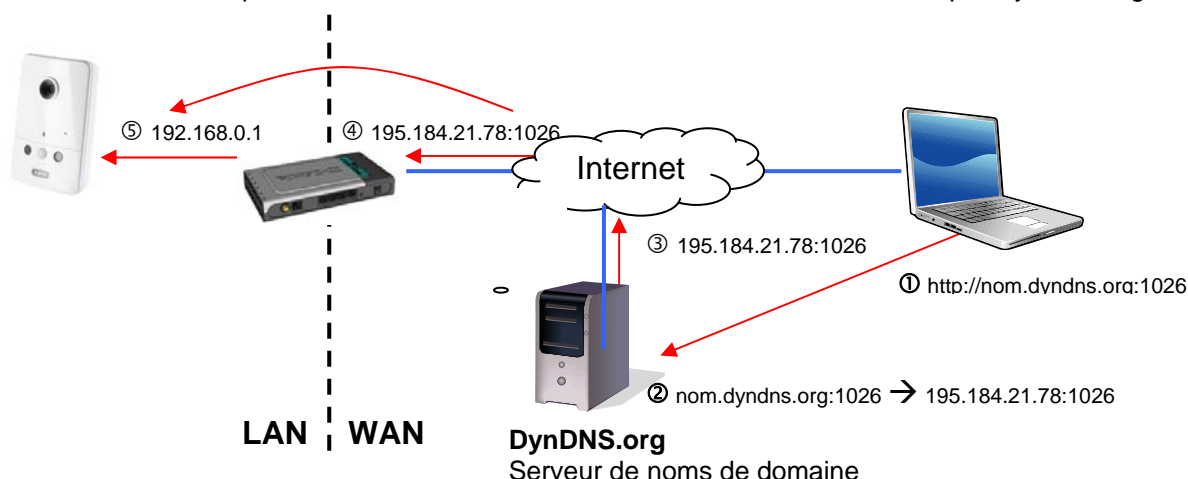 ⑤ 192.168.0.1
④ 195.184.21.78:1026
Internet
③ 195.184.21.78:1026
① http://nom.dyndns.org:1026
② nom.dyndns.org:1026 → 195.184.21.78:1026
LAN WAN
DynDNS.org
Serveur de noms de domaine